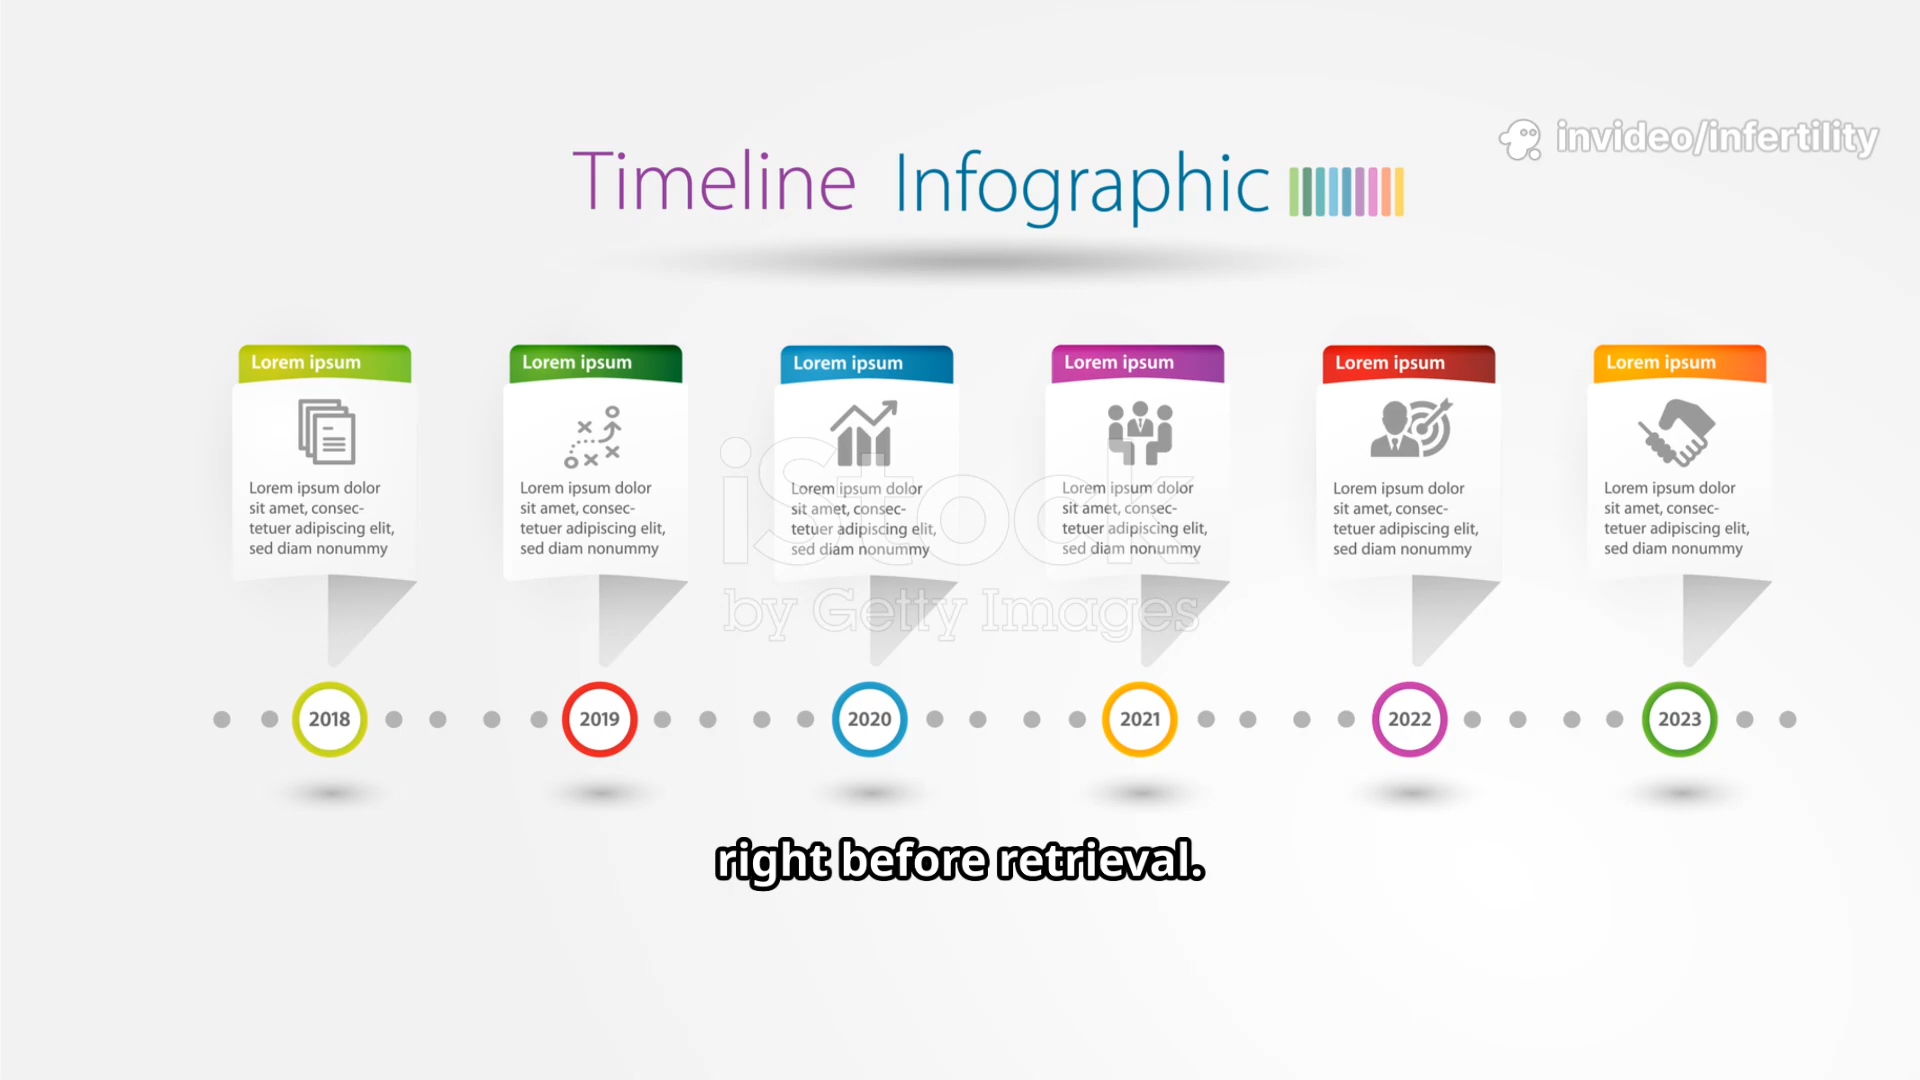 invideo/infertility
Timeline Infographic
Lorem ipsum
Lorem ipsum dolor
sit amet, consec-
tetuer adipiscing elit,
sed diam nonummy
Lorem ipsum
Lorem ipsum dolor
sit amet, consec-
tetuer adipiscing elit,
sed diam nonummy
Lorem ipsum
Lorem ipsum dolor
sit amet, consec-
tetuer adipiscing elit,
sed diam nonummy
Lorem ipsum
Lorem ipsum dolor
sit amet, consec-
tetuer adipiscing elit,
sed diam nonummy
Lorem ipsum
Lorem ipsum dolor
sit amet, consec-
tetuer adipiscing elit,
sed diam nonummy
Lorem ipsum
Lorem ipsum dolor
sit amet, consec-
tetuer adipiscing elit,
sed diam nonummy
iStock
by Getty Images
2018
2019
2020
2021
2022
2023
right before retrieval.